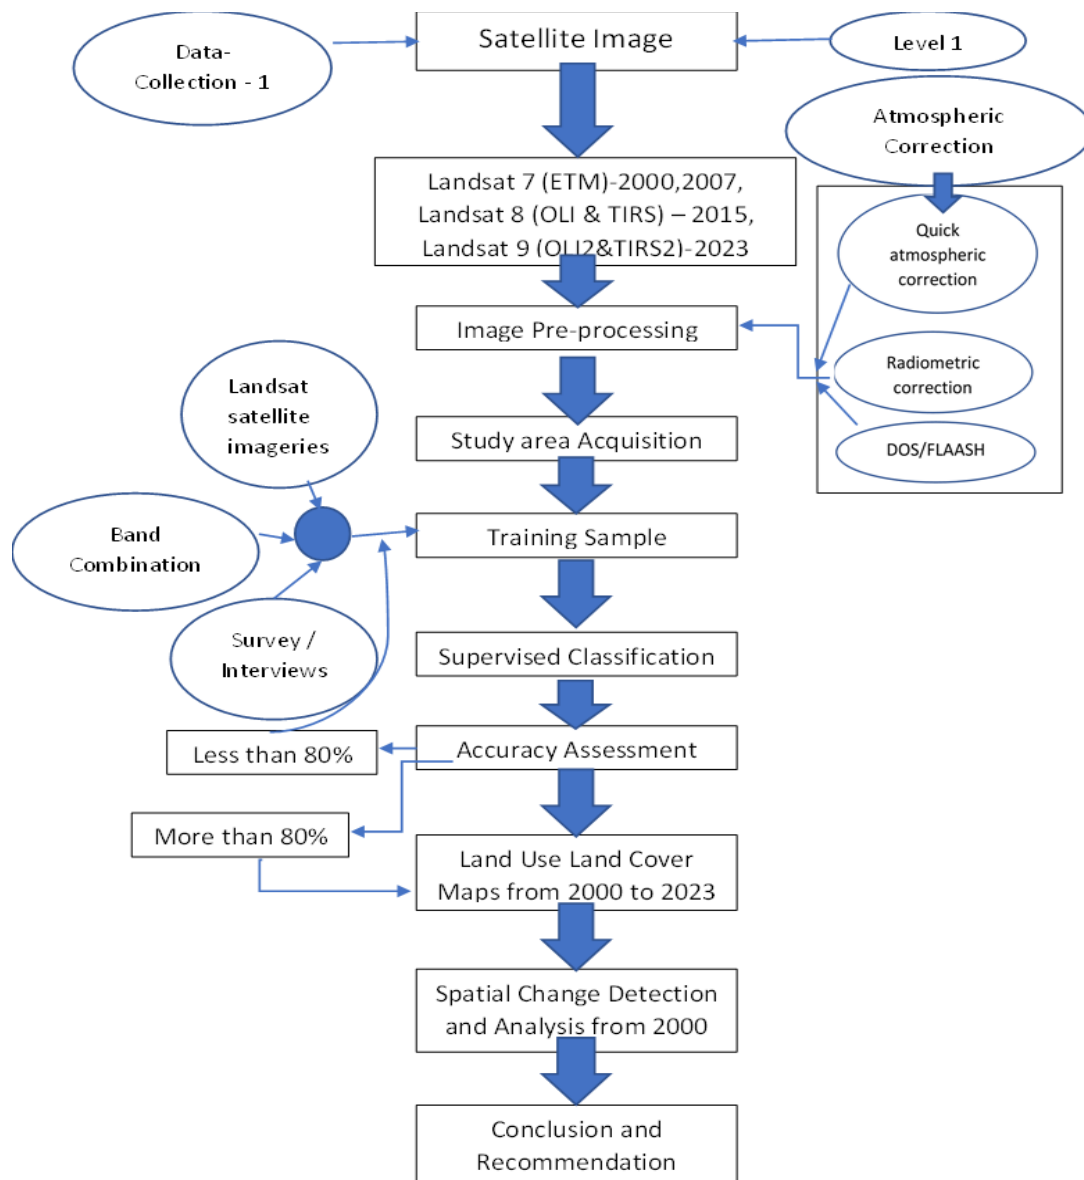 Satellite Image
Data-
Collection - 1
Level 1
Atmospheric
Correction
Landsat 7 (ETM)-2000,2007,
Landsat 8 (OLI & TIRS) – 2015,
Landsat 9 (OLI2&TIRS2)-2023
Quick
atmospheric
correction
Image Pre-processing
Radiometric
correction
Landsat
satellite
imageries
Study area Acquisition
DOS/FLAASH
Band
Combination
Training Sample
Survey /
Interviews
Supervised Classification
Less than 80%
Accuracy Assessment
More than 80%
Land Use Land Cover
Maps from 2000 to 2023
Spatial Change Detection
and Analysis from 2000
Conclusion and
Recommendation